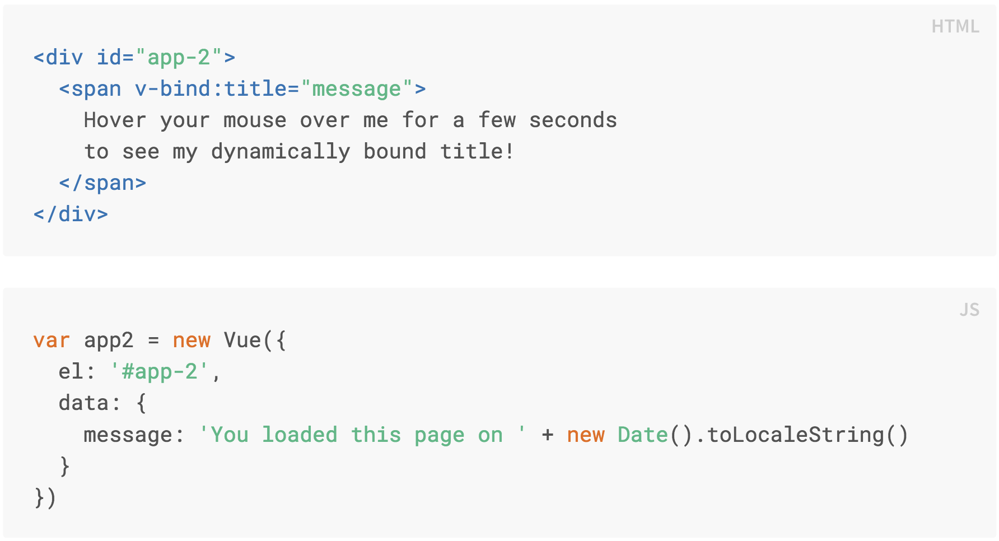 HTML
<div id="app-2">
  <span v-bind:title="message">
    Hover your mouse over me for a few seconds
    to see my dynamically bound title!
  </span>
</div>
JS
var app2 = new Vue({
  el: '#app-2',
  data: {
    message: 'You loaded this page on ' + new Date().toLocaleString()
  }
})